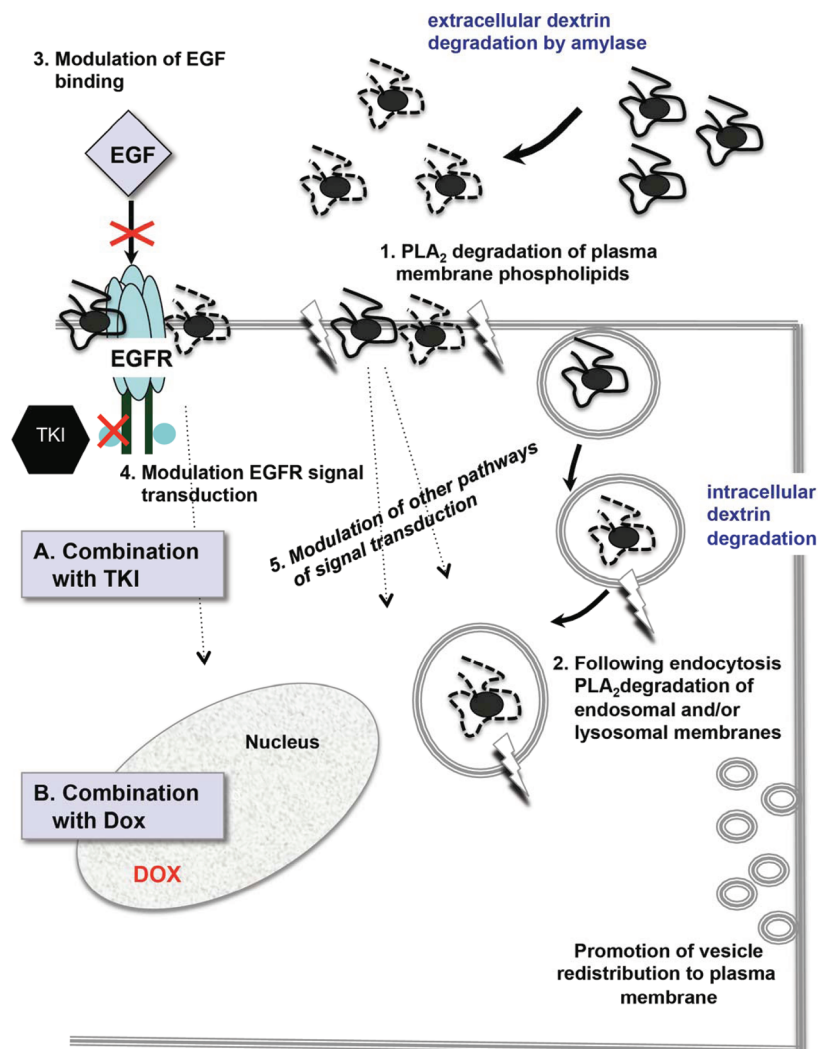 extracellular dextrin
degradation by amylase
3. Modulation of EGF
binding
EGF
1. PLA₂ degradation of plasma
membrane phospholipids
EGFR
TKI
4. Modulation EGFR signal
transduction
5. Modulation of other pathways
of signal transduction
intracellular
dextrin
degradation
A. Combination
with TKI
2. Following endocytosis
PLA₂degradation of
endosomal and/or
lysosomal membranes
Nucleus
B. Combination
with Dox
DOX
Promotion of vesicle
redistribution to plasma
membrane